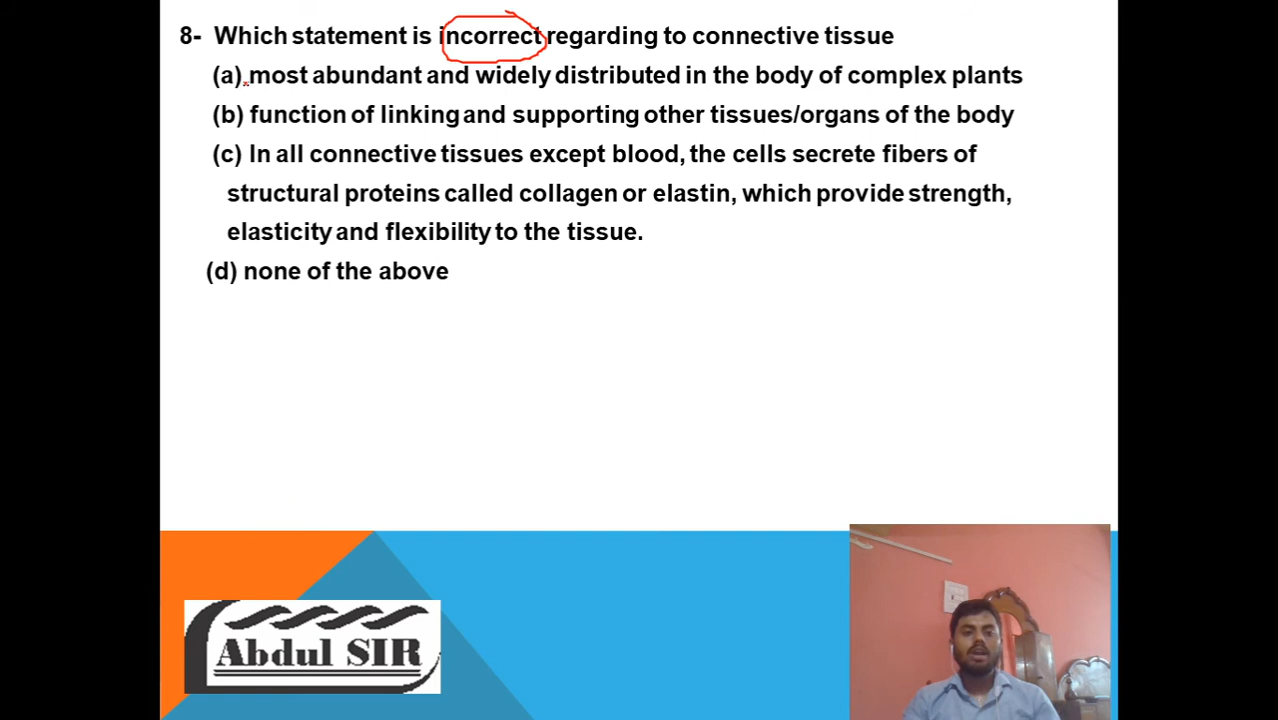 8- Which statement is incorrect regarding to connective tissue
(a) most abundant and widely distributed in the body of complex plants
(b) function of linking and supporting other tissues/organs of the body
(c) In all connective tissues except blood, the cells secrete fibers of
structural proteins called collagen or elastin, which provide strength,
elasticity and flexibility to the tissue.
(d) none of the above
Abdul SIR